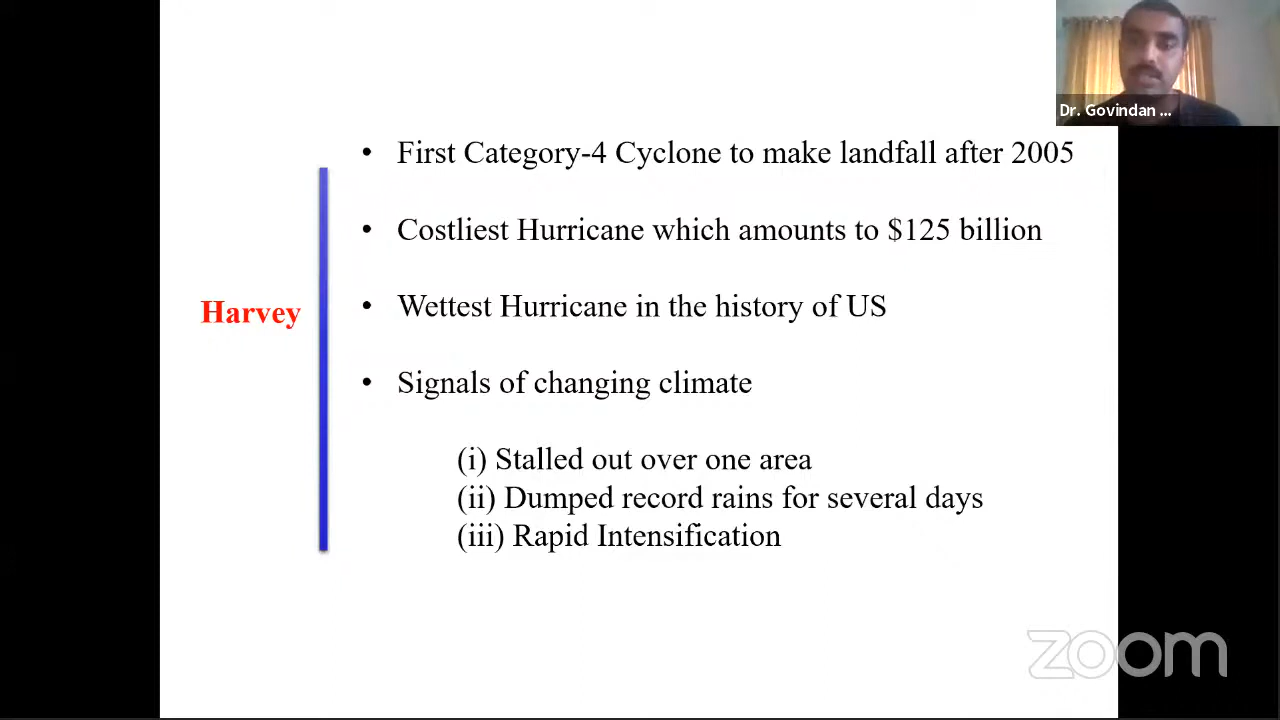 Dr. Govindan ...
• First Category-4 Cyclone to make landfall after 2005
• Costliest Hurricane which amounts to $125 billion
Harvey
• Wettest Hurricane in the history of US
• Signals of changing climate
(i) Stalled out over one area
(ii) Dumped record rains for several days
(iii) Rapid Intensification
zoom